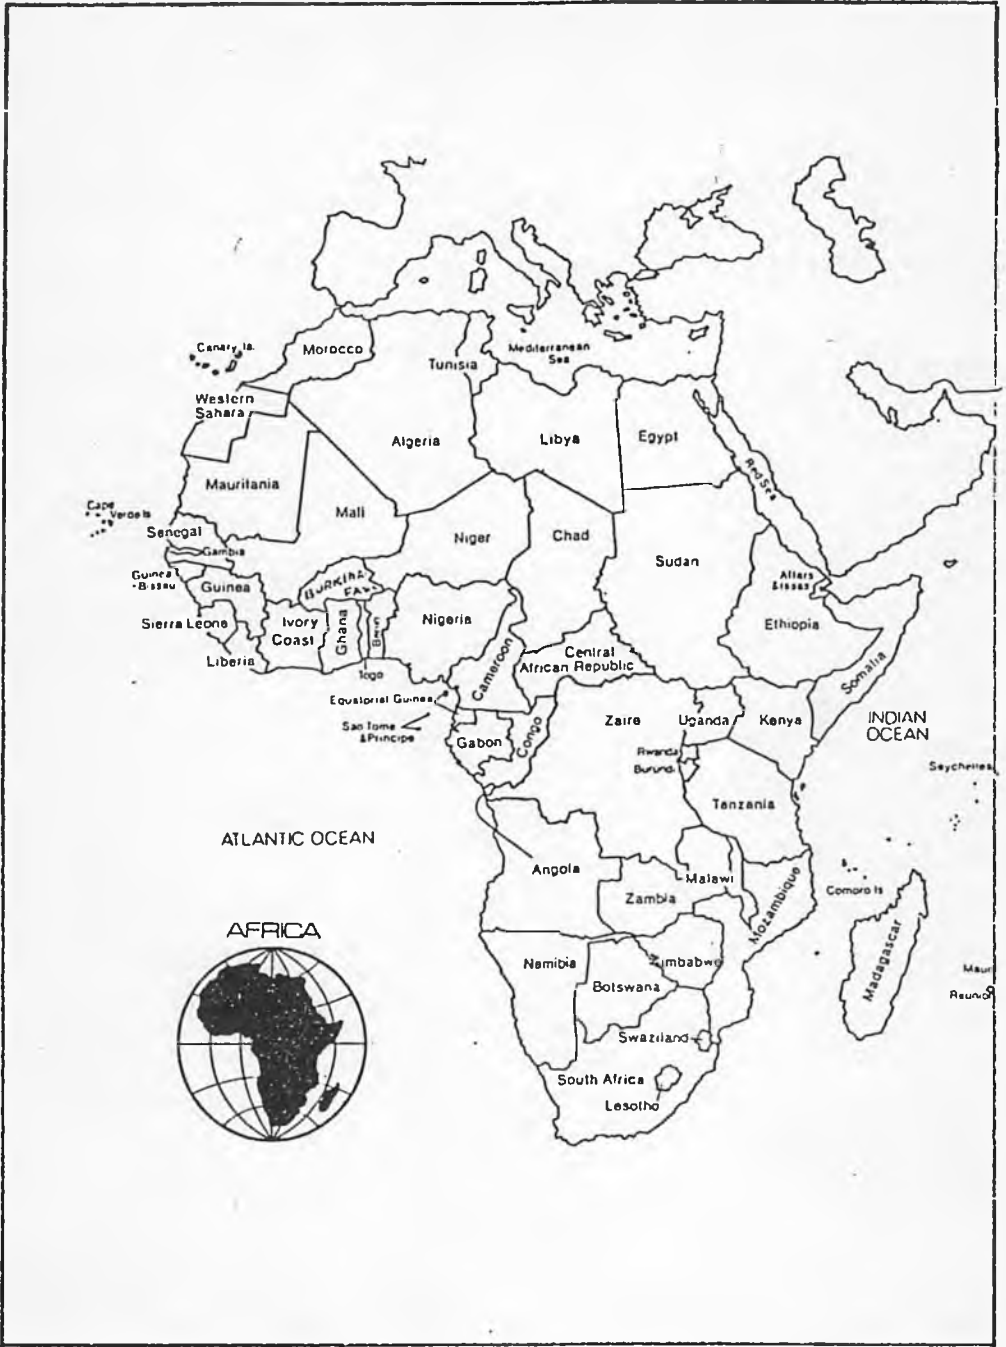 Canary Is.
Morocco
Tunisia
Mediterranean
Sea
Western
Sahara
Algeria
Libya
Egypt
Red Sea
Mauritania
Mali
Niger
Chad
Sudan
Cape
Verde Is
Senegal
Gambia
Guinea
-Bissau
Guinea
BURKINA
Afars
& Issas
Ethiopia
Somalia
Sierra Leone
Liberia
Ivory
Coast
Ghana
Togo
Nigeria
Cameroon
Central
African Republic
Equatorial Guinea
Sao Tome
& Principe
Gabon
Congo
Zaire
Uganda
Kenya
Rwanda
Burundi
INDIAN
OCEAN
Seychelles
Tanzania
ATLANTIC OCEAN
Angola
Malawi
Zambia
Mozambique
Comoro Is
Madagascar
AFRICA
Namibia
Zimbabwe
Botswana
Mauri
Reunion
Swaziland
South Africa
Lesotho